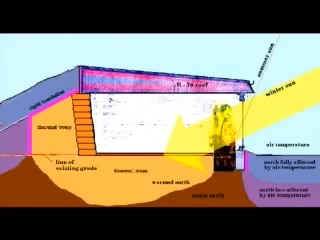 summer sun
R - 70 roof
winter sun
rigid insulation
thermal wrap
air temperature
line of
existing grade
earth fully affected
by air temperature
thermal mass
warmed earth
stable earth
earth less affected
by air temperature